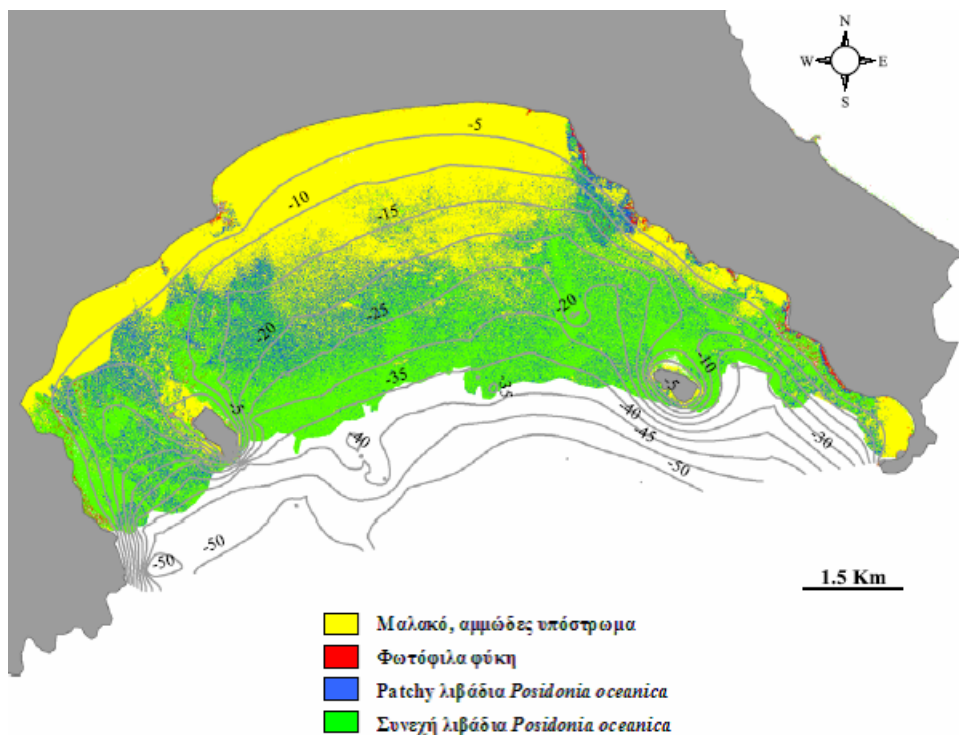 N
W E
S
-5
-10
-15
-20
-20
-25
-10
-5
-35
-35
-5
-40
-30
-40
-45
-50
-50
-50
1.5 Km
Μαλακό, αμμώδες υπόστρωμα
Φωτόφιλα φύκη
Patchy λιβάδια Posidonia oceanica
Συνεχή λιβάδια Posidonia oceanica